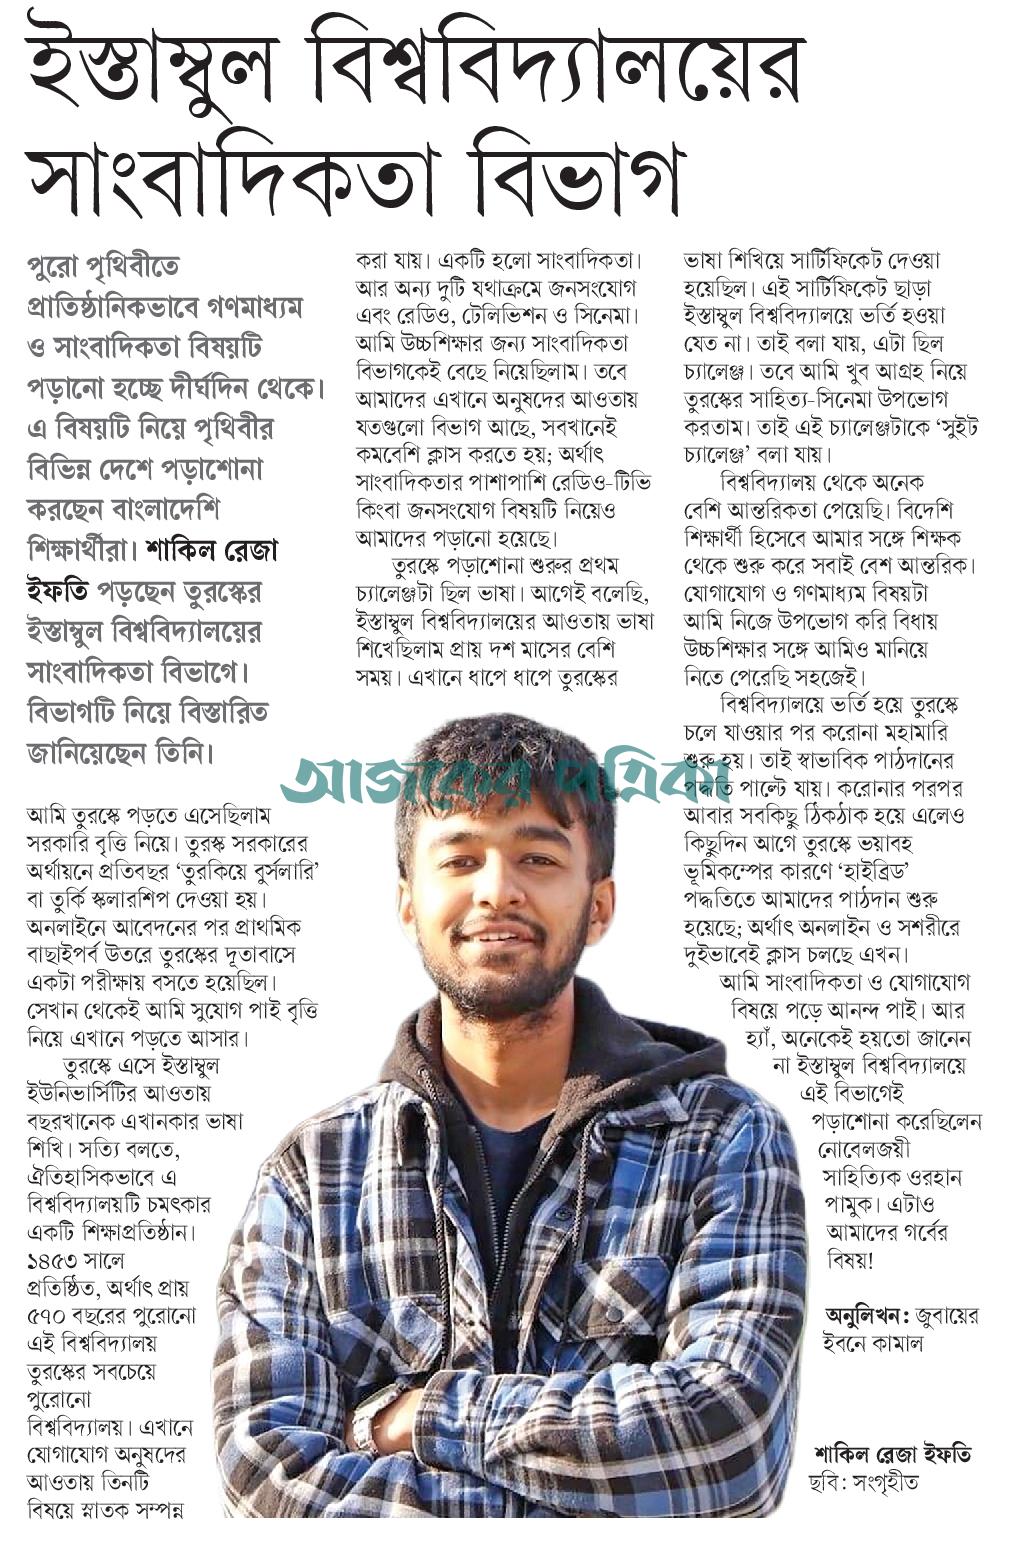 ইস্তাম্বুল বিশ্ববিদ্যালয়ের
সাংবাদিকতা বিভাগ
পুরো পৃথিবীতে
প্রাতিষ্ঠানিকভাবে গণমাধ্যম
ও সাংবাদিকতা বিষয়টি
পড়ানো হচ্ছে দীর্ঘদিন থেকে।
এ বিষয়টি নিয়ে পৃথিবীর
বিভিন্ন দেশে পড়াশোনা
করছেন বাংলাদেশি
শিক্ষার্থীরা। শাকিল রেজা
ইফতি পড়ছেন তুরস্কের
ইস্তাম্বুল বিশ্ববিদ্যালয়ের
সাংবাদিকতা বিভাগে।
বিভাগটি নিয়ে বিস্তারিত
জানিয়েছেন তিনি।
আমি তুরস্কে পড়তে এসেছিলাম
সরকারি বৃত্তি নিয়ে। তুরস্ক সরকারের
অর্থায়নে প্রতিবছর ‘তুরকিয়ে বুর্সলারি’
বা তুর্কি স্কলারশিপ দেওয়া হয়।
অনলাইনে আবেদনের পর প্রাথমিক
বাছাইপর্ব উতরে তুরস্কের দূতাবাসে
একটা পরীক্ষায় বসতে হয়েছিল।
সেখান থেকেই আমি সুযোগ পাই বৃত্তি
নিয়ে এখানে পড়তে আসার।
তুরস্কে এসে ইস্তাম্বুল
ইউনিভার্সিটির আওতায়
বছরখানেক এখানকার ভাষা
শিখি। সত্যি বলতে,
ঐতিহাসিকভাবে এ
বিশ্ববিদ্যালয়টি চমৎকার
একটি শিক্ষাপ্রতিষ্ঠান।
১৪৫৩ সালে
প্রতিষ্ঠিত, অর্থাৎ প্রায়
৫৭০ বছরের পুরোনো
এই বিশ্ববিদ্যালয়
তুরস্কের সবচেয়ে
পুরোনো
বিশ্ববিদ্যালয়। এখানে
যোগাযোগ অনুষদের
আওতায় তিনটি
বিষয়ে স্নাতক সম্পন্ন
করা যায়। একটি হলো সাংবাদিকতা।
আর অন্য দুটি যথাক্রমে জনসংযোগ
এবং রেডিও, টেলিভিশন ও সিনেমা।
আমি উচ্চশিক্ষার জন্য সাংবাদিকতা
বিভাগকেই বেছে নিয়েছিলাম। তবে
আমাদের এখানে অনুষদের আওতায়
যতগুলো বিভাগ আছে, সবখানেই
কমবেশি ক্লাস করতে হয়; অর্থাৎ
সাংবাদিকতার পাশাপাশি রেডিও-টিভি
কিংবা জনসংযোগ বিষয়টি নিয়েও
আমাদের পড়ানো হয়েছে।
তুরস্কে পড়াশোনা শুরুর প্রথম
চ্যালেঞ্জটা ছিল ভাষা। আগেই বলেছি,
ইস্তাম্বুল বিশ্ববিদ্যালয়ের আওতায় ভাষা
শিখেছিলাম প্রায় দশ মাসের বেশি
সময়। এখানে ধাপে ধাপে তুরস্কের
ভাষা শিখিয়ে সার্টিফিকেট দেওয়া
হয়েছিল। এই সার্টিফিকেট ছাড়া
ইস্তাম্বুল বিশ্ববিদ্যালয়ে ভর্তি হওয়া
যেত না। তাই বলা যায়, এটা ছিল
চ্যালেঞ্জ। তবে আমি খুব আগ্রহ নিয়ে
তুরস্কের সাহিত্য-সিনেমা উপভোগ
করতাম। তাই এই চ্যালেঞ্জটাকে ‘সুইট
চ্যালেঞ্জ’ বলা যায়।
বিশ্ববিদ্যালয় থেকে অনেক
বেশি আন্তরিকতা পেয়েছি। বিদেশি
শিক্ষার্থী হিসেবে আমার সঙ্গে শিক্ষক
থেকে শুরু করে সবাই বেশ আন্তরিক।
যোগাযোগ ও গণমাধ্যম বিষয়টা
আমি নিজে উপভোগ করি বিধায়
উচ্চশিক্ষার সঙ্গে আমিও মানিয়ে
নিতে পেরেছি সহজেই।
বিশ্ববিদ্যালয়ে ভর্তি হয়ে তুরস্কে
চলে যাওয়ার পর করোনা মহামারি
শুরু হয়। তাই স্বাভাবিক পাঠদানের
পদ্ধতি পাল্টে যায়। করোনার পরপর
আবার সবকিছু ঠিকঠাক হয়ে এলেও
কিছুদিন আগে তুরস্কে ভয়াবহ
ভূমিকম্পের কারণে ‘হাইব্রিড’
পদ্ধতিতে আমাদের পাঠদান শুরু
হয়েছে; অর্থাৎ অনলাইন ও সশরীরে
দুইভাবেই ক্লাস চলছে এখন।
আমি সাংবাদিকতা ও যোগাযোগ
বিষয়ে পড়ে আনন্দ পাই। আর
হ্যাঁ, অনেকেই হয়তো জানেন
না ইস্তাম্বুল বিশ্ববিদ্যালয়ে
এই বিভাগেই
পড়াশোনা করেছিলেন
নোবেলজয়ী
সাহিত্যিক ওরহান
পামুক। এটাও
আমাদের গর্বের
বিষয়!
অনুলিখন: জুবায়ের
ইবনে কামাল
শাকিল রেজা ইফতি
ছবি: সংগৃহীত
আজকের পত্রিকা